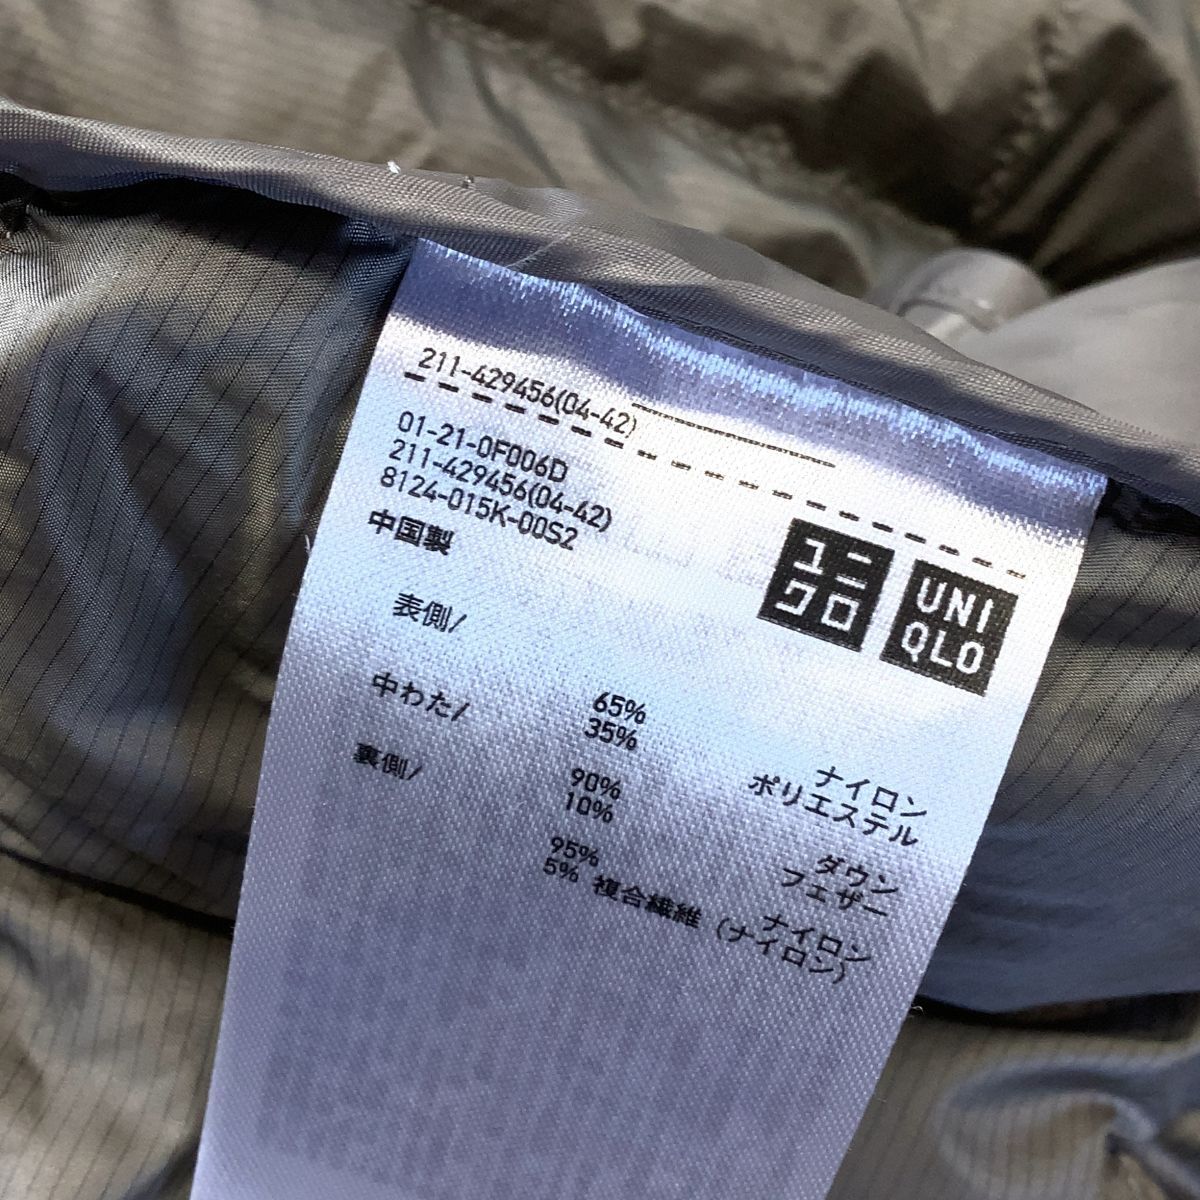 211-429456(04-42)
01-21-0F006D
211-429456(04-42)
8124-015K-00S2
中国製
ユニ
クロ
UNI
QLO
表側/
65% ナイロン
35% ポリエステル
中わた/
90% ダウン
10% フェザー
裏側/
95% ナイロン
5% 複合繊維 (ナイロン)